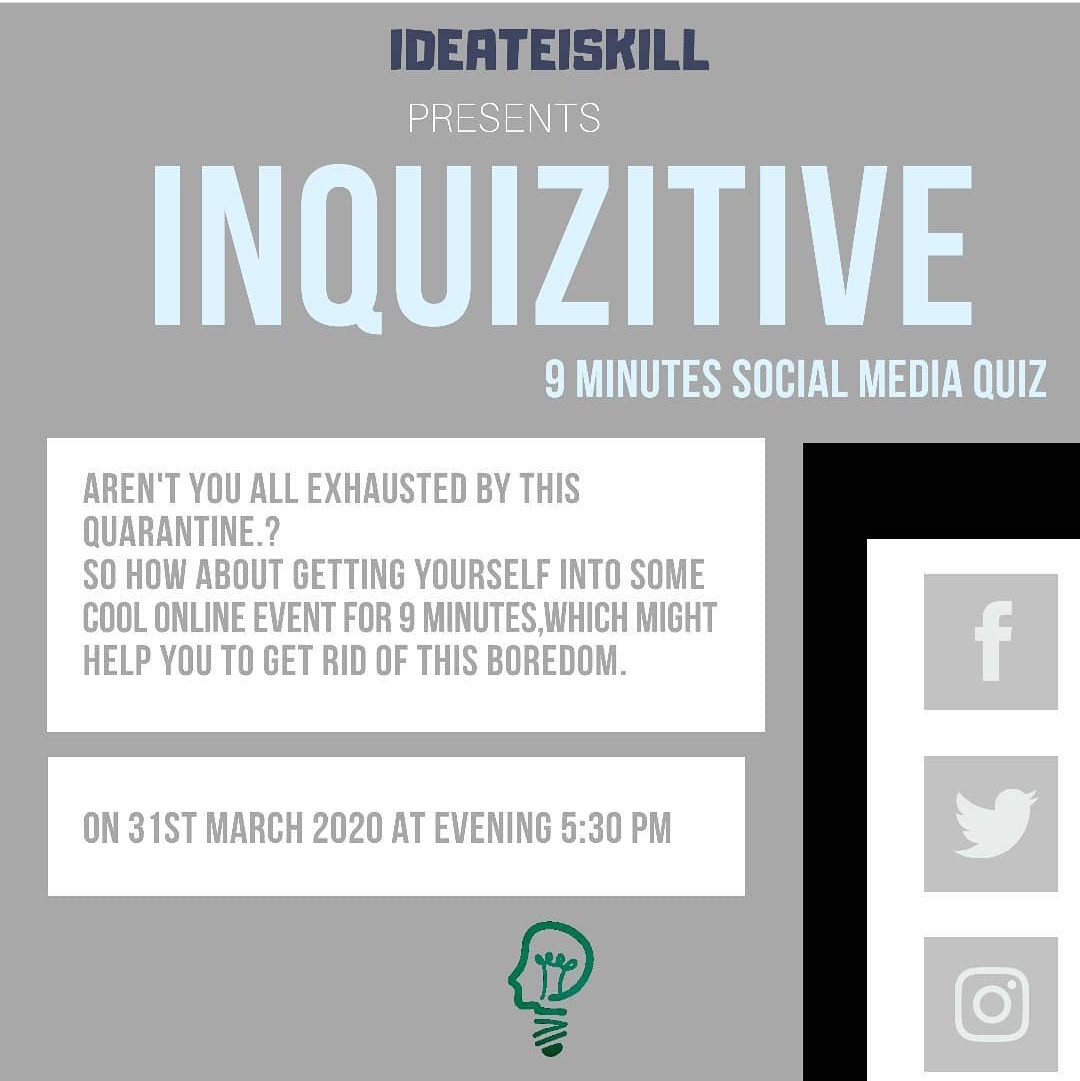 IDEATEISKILL
PRESENTS
INQUIZITIVE
9 MINUTES SOCIAL MEDIA QUIZ
AREN'T YOU ALL EXHAUSTED BY THIS
QUARANTINE.?
SO HOW ABOUT GETTING YOURSELF INTO SOME
COOL ONLINE EVENT FOR 9 MINUTES,WHICH MIGHT
HELP YOU TO GET RID OF THIS BOREDOM.
ON 31ST MARCH 2020 AT EVENING 5:30 PM